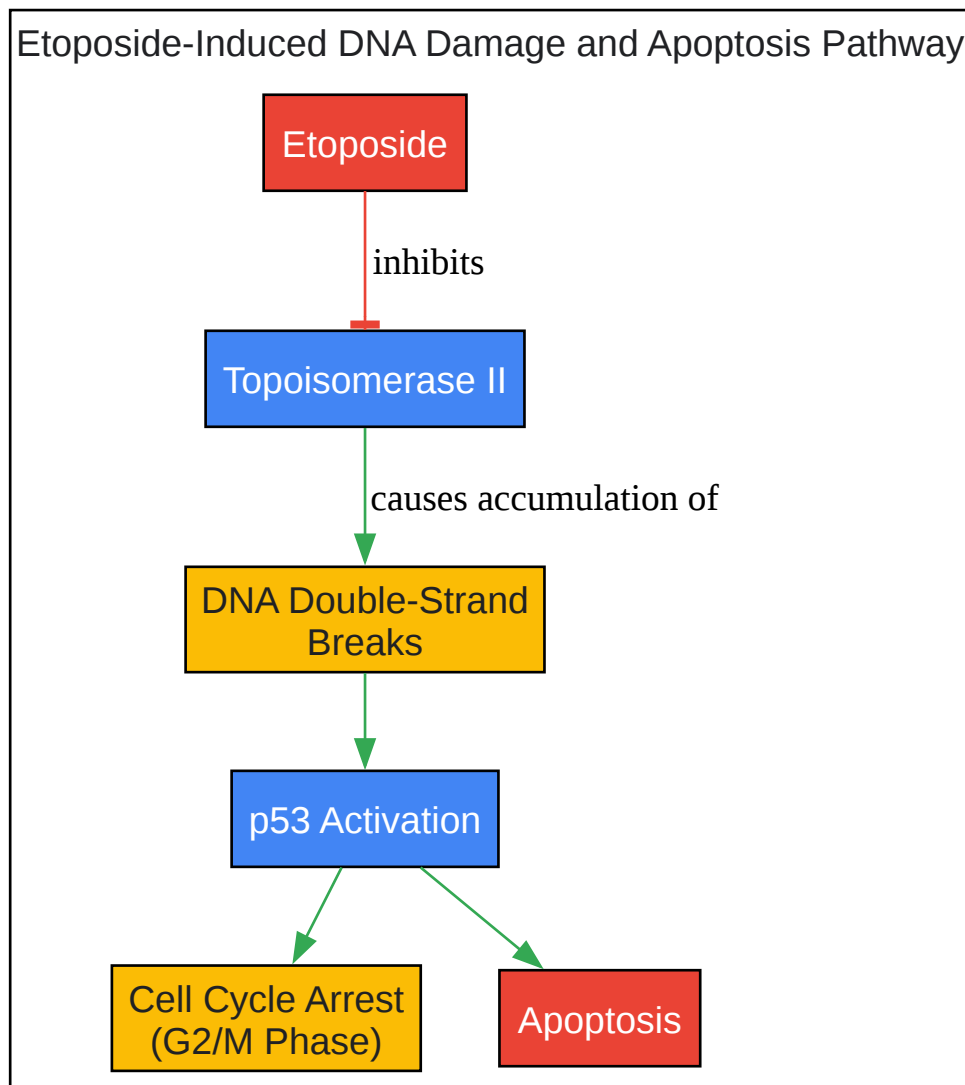 Etoposide-Induced DNA Damage and Apoptosis Pathway
Etoposide
inhibits
Topoisomerase II
causes accumulation of
DNA Double-Strand
Breaks
p53 Activation
Cell Cycle Arrest
(G2/M Phase)
Apoptosis